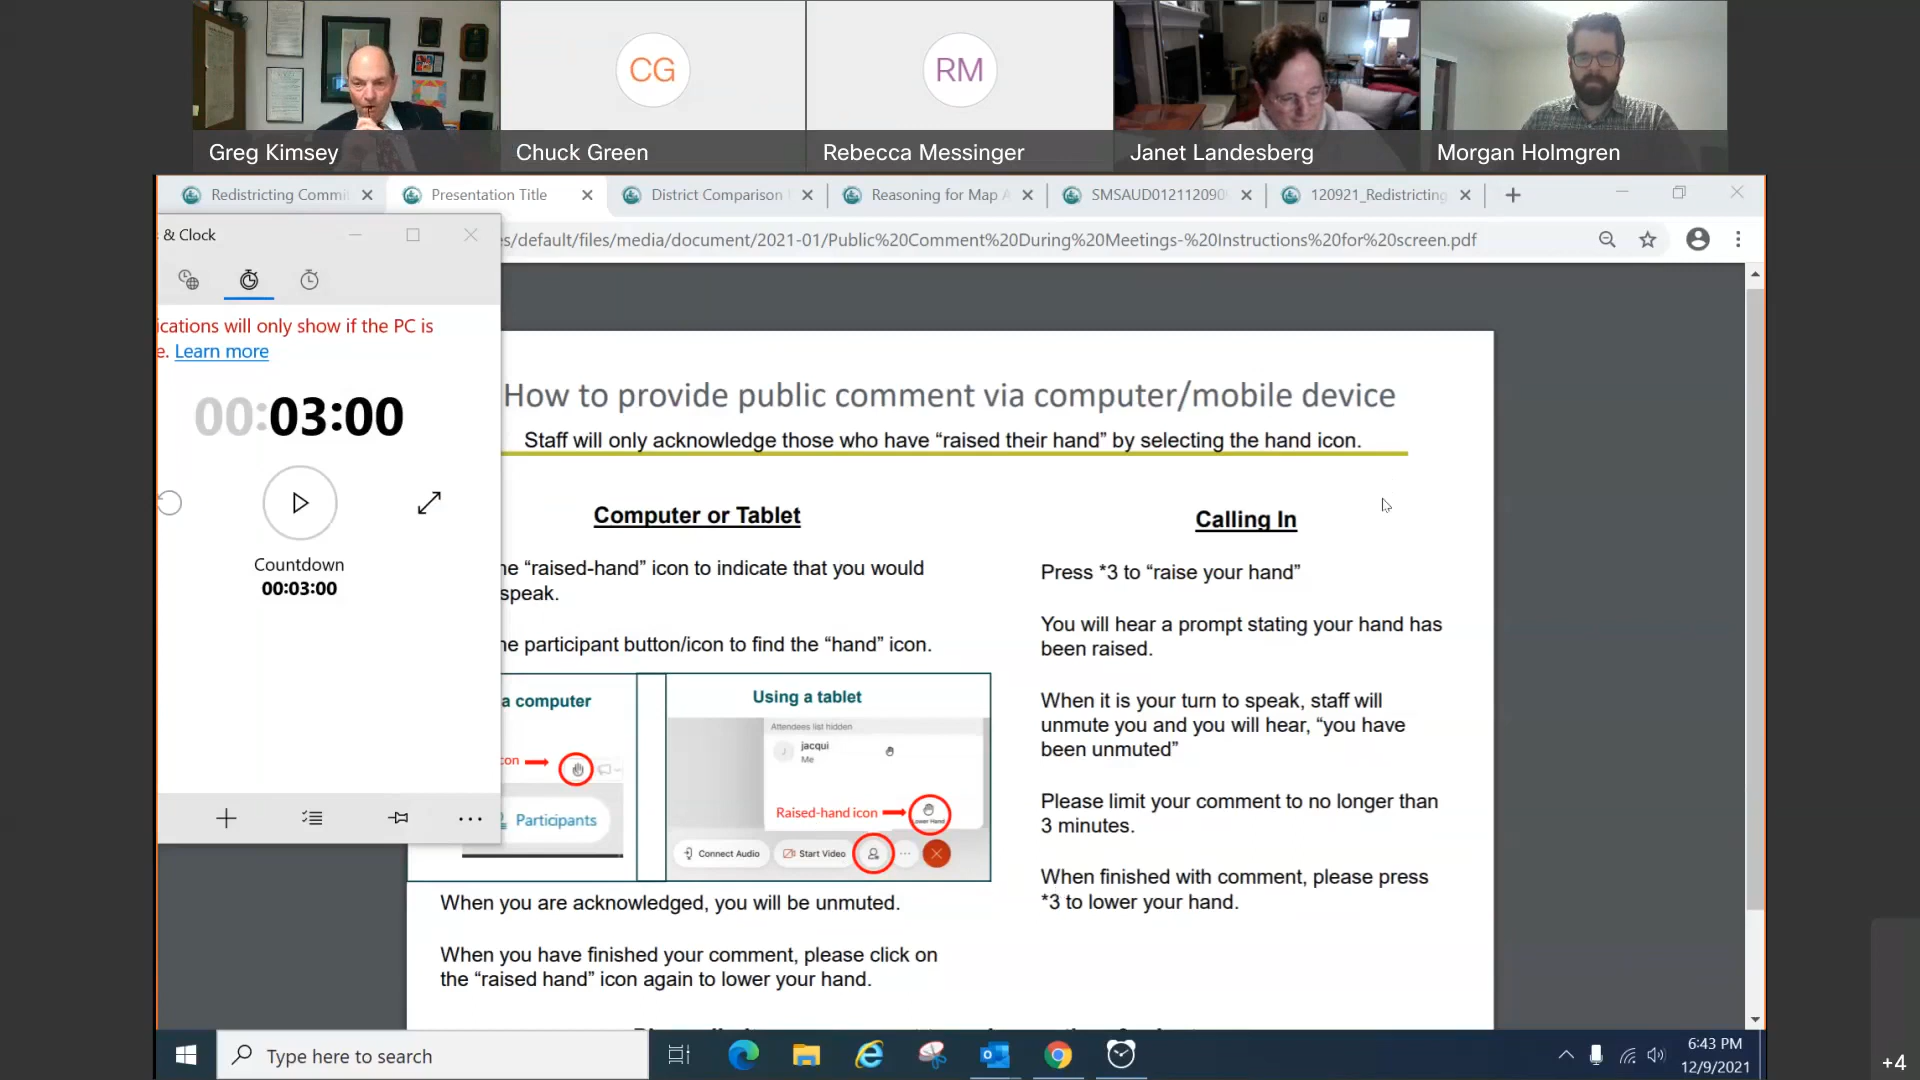 CG
RM
Greg Kimsey
Chuck Green
Rebecca Messinger
Janet Landesberg
Morgan Holmgren
Redistricting Commit
Presentation Title
District Comparison
Reasoning for Map A
SMSAUD012112090
120921_Redistricting
& Clock
s/default/files/media/document/2021-01/Public%20Comment%20During%20Meetings-%20Instructions%20for%20screen.pdf
ications will only show if the PC is
e. Learn more
00:03:00
Countdown
00:03:00
How to provide public comment via computer/mobile device
Staff will only acknowledge those who have “raised their hand” by selecting the hand icon.
Computer or Tablet
he “raised-hand” icon to indicate that you would
speak.
he participant button/icon to find the “hand” icon.
a computer
con
Participants
Using a tablet
Attendees list hidden
J
jacqui
Me
Raised-hand icon
Lower Hand
Connect Audio
Start Video
When you are acknowledged, you will be unmuted.
When you have finished your comment, please click on
the “raised hand” icon again to lower your hand.
Calling In
Press *3 to “raise your hand”
You will hear a prompt stating your hand has
been raised.
When it is your turn to speak, staff will
unmute you and you will hear, “you have
been unmuted”
Please limit your comment to no longer than
3 minutes.
When finished with comment, please press
*3 to lower your hand.
Type here to search
6:43 PM
12/9/2021
+4